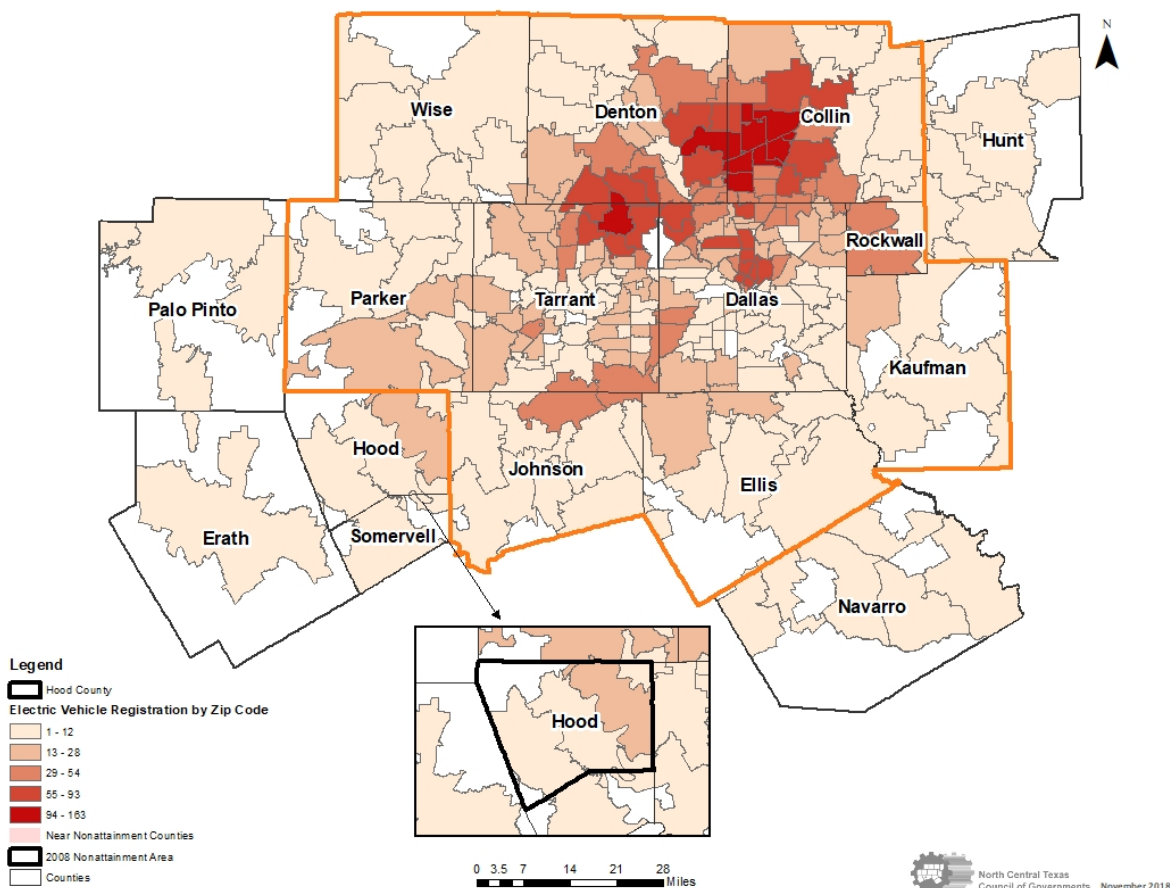 N
Wise
Denton
Collin
Hunt
Palo Pinto
Parker
Tarrant
Dallas
Rockwall
Kaufman
Hood
Johnson
Ellis
Erath
Somervell
Navarro
Hood
Legend
Hood County
Electric Vehicle Registration by Zip Code
1 - 12
13 - 28
29 - 54
55 - 93
94 - 163
Near Nonattainment Counties
2008 Nonattainment Area
Counties
0 3.5 7 14 21 28
Miles
North Central Texas
Council of Governments November 2018